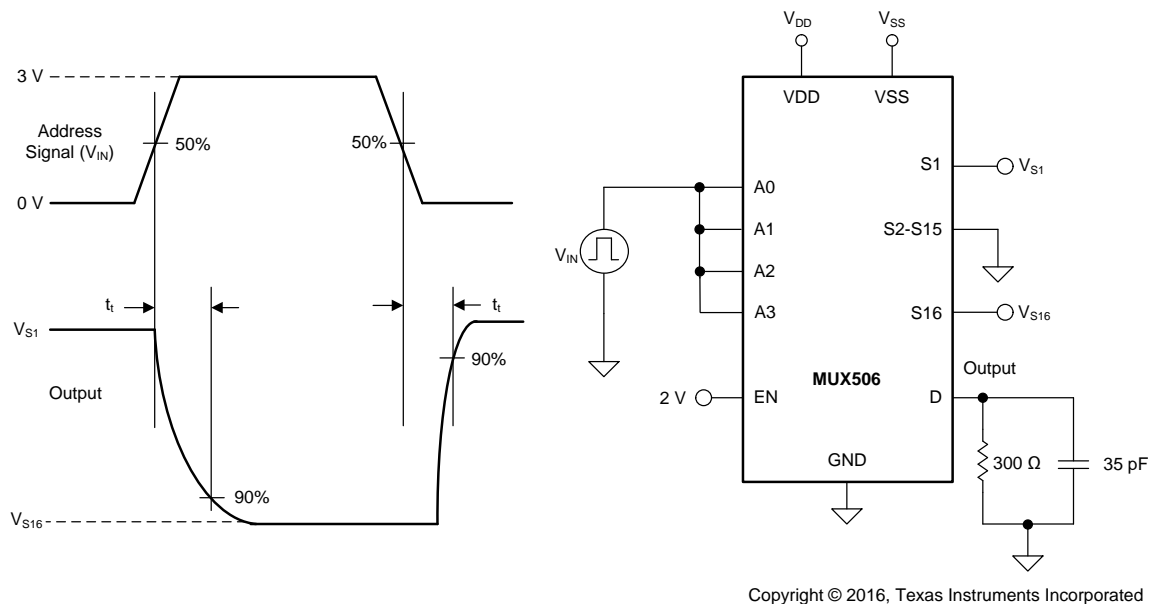 3 V
Address
Signal (VIN)
50%
50%
0 V
tt
tt
VS1
90%
Output
90%
VS16
VDD
VSS
VDD
VSS
S1
VS1
A0
A1
S2-S15
VIN
A2
A3
S16
VS16
MUX506
Output
2 V
EN
D
GND
300 Ω
35 pF
Copyright © 2016, Texas Instruments Incorporated